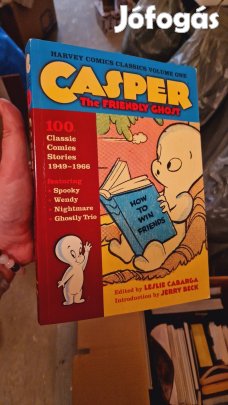 Jófogás
HARVEY COMICS CLASSICS VOLUME ONE
CASPER
The FRIENDLY GHOST
100
Classic
Comics
Stories
1949-1966
featuring
• Spooky
• Wendy
• Nightmare
• Ghostly Trio
HOW TO WIN FRIENDS
Edited by LESLIE CABARGA
Introduction by JERRY BECK